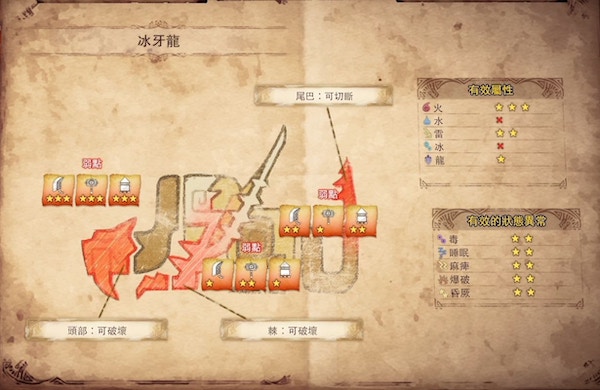 冰牙龍
尾巴：可切斷
有效屬性
火
水
雷
冰
龍
弱點
弱點
弱點
有效的狀態異常
毒
睡眠
麻痺
爆破
昏厥
頭部：可破壞
棘：可破壞